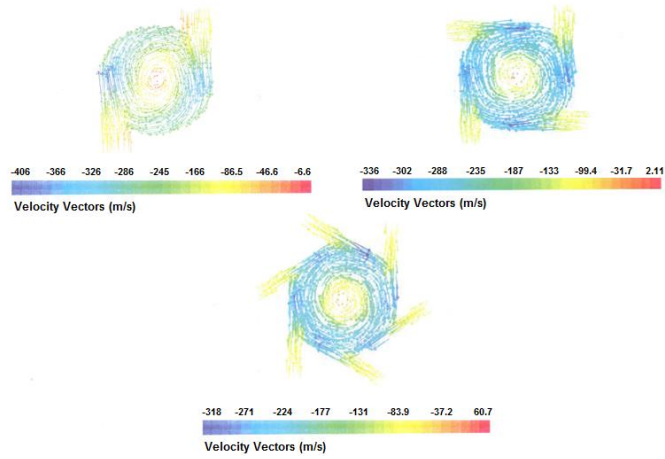 -406 -366 -326 -286 -245 -166 -86.5 -46.6 -6.6
Velocity Vectors (m/s)
-336 -302 -288 -235 -187 -133 -99.4 -31.7 2.11
Velocity Vectors (m/s)
-318 -271 -224 -177 -131 -83.9 -37.2 60.7
Velocity Vectors (m/s)